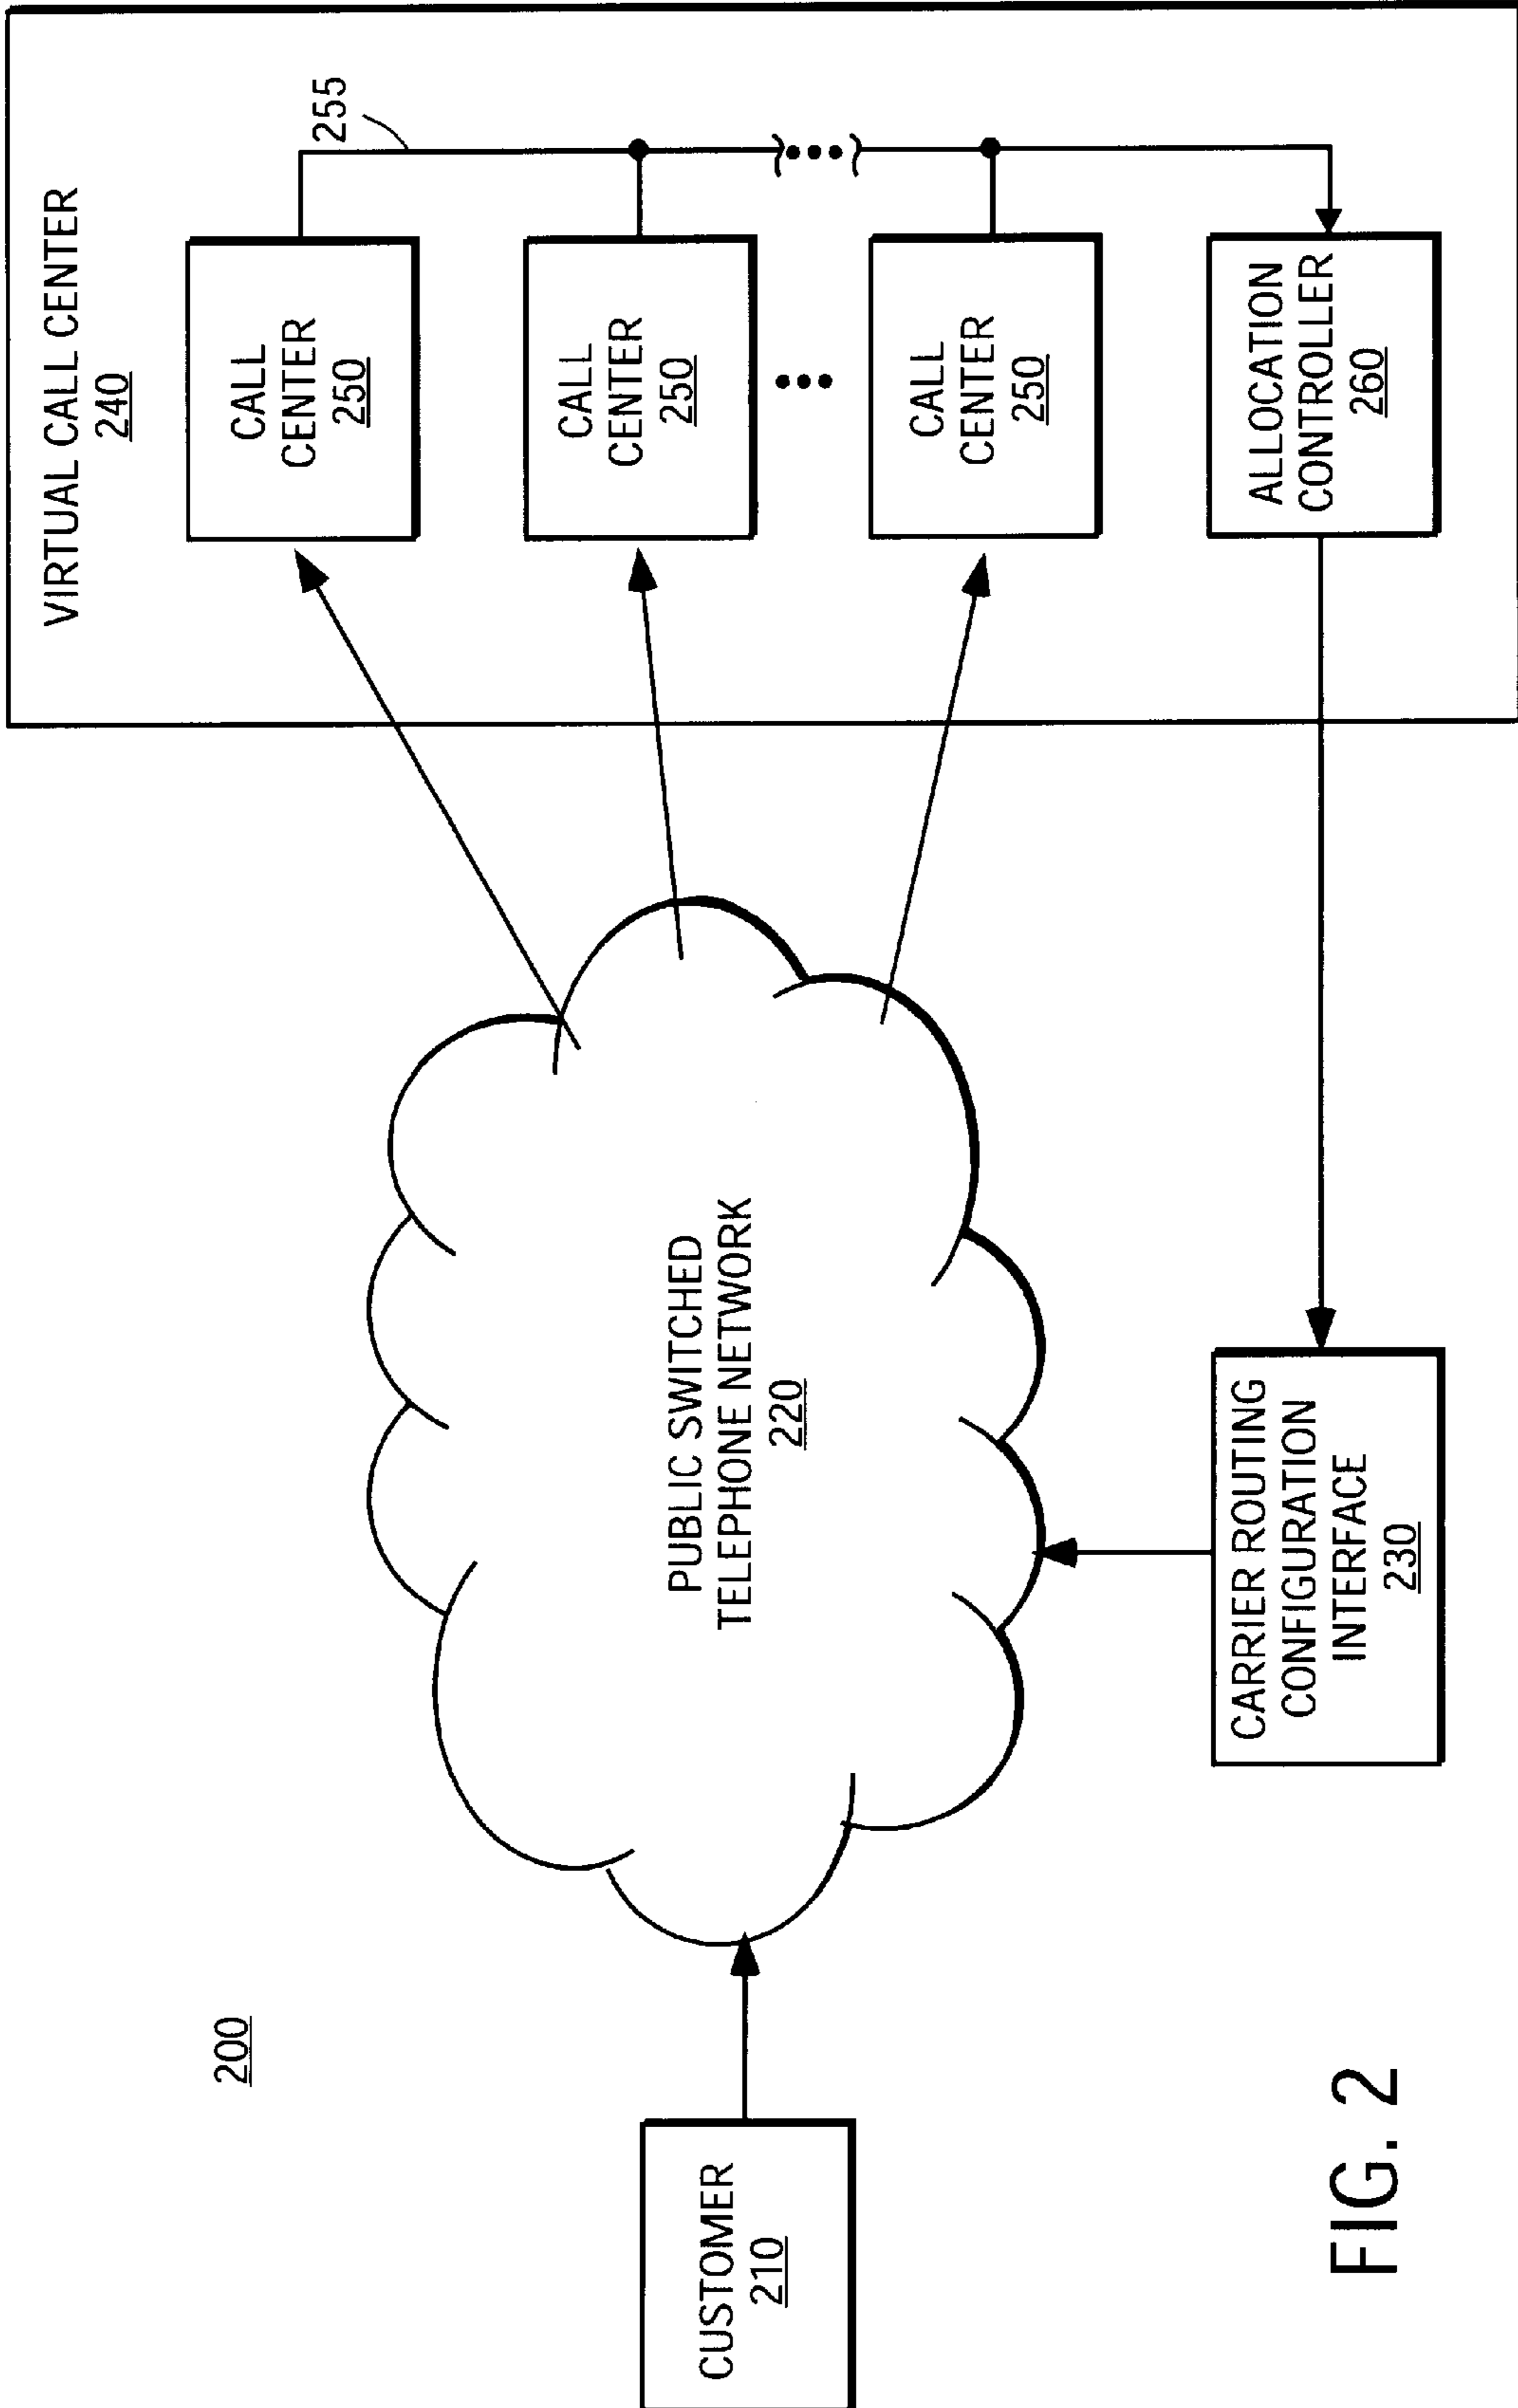 200
CUSTOMER
210
PUBLIC SWITCHED
TELEPHONE NETWORK
220
CARRIER ROUTING
CONFIGURATION
INTERFACE
230
VIRTUAL CALL CENTER
240
CALL
CENTER
250
255
CALL
CENTER
250
CALL
CENTER
250
ALLOCATION
CONTROLLER
260
FIG. 2